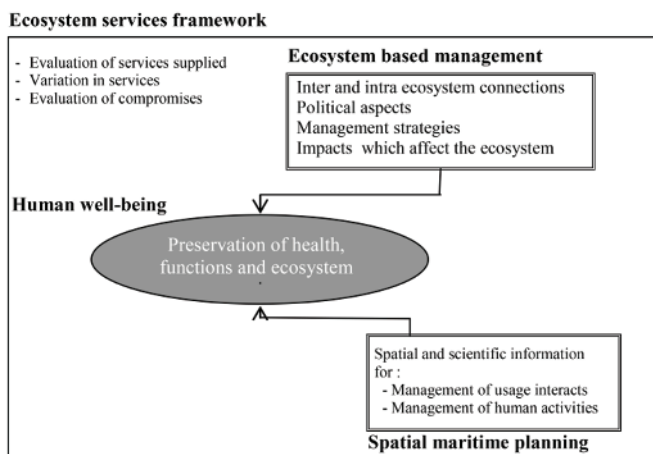 Ecosystem services framework
- Evaluation of services supplied
- Variation in services
- Evaluation of compromises
Ecosystem based management
Inter and intra ecosystem connections
Political aspects
Management strategies
Impacts which affect the ecosystem
Human well-being
Preservation of health,
functions and ecosystem
Spatial and scientific information
for :
- Management of usage interacts
- Management of human activities
Spatial maritime planning